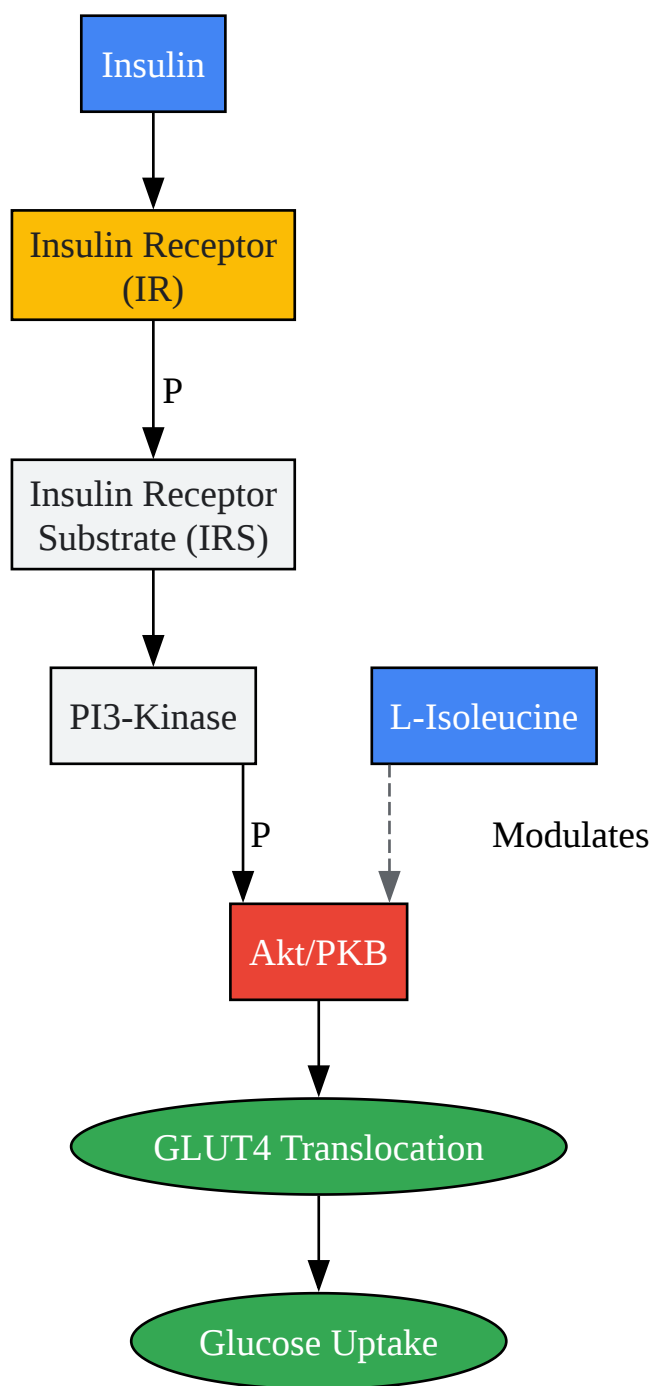 Insulin
Insulin Receptor
(IR)
P
Insulin Receptor
Substrate (IRS)
PI3-Kinase
L-Isoleucine
P
Modulates
Akt/PKB
GLUT4 Translocation
Glucose Uptake